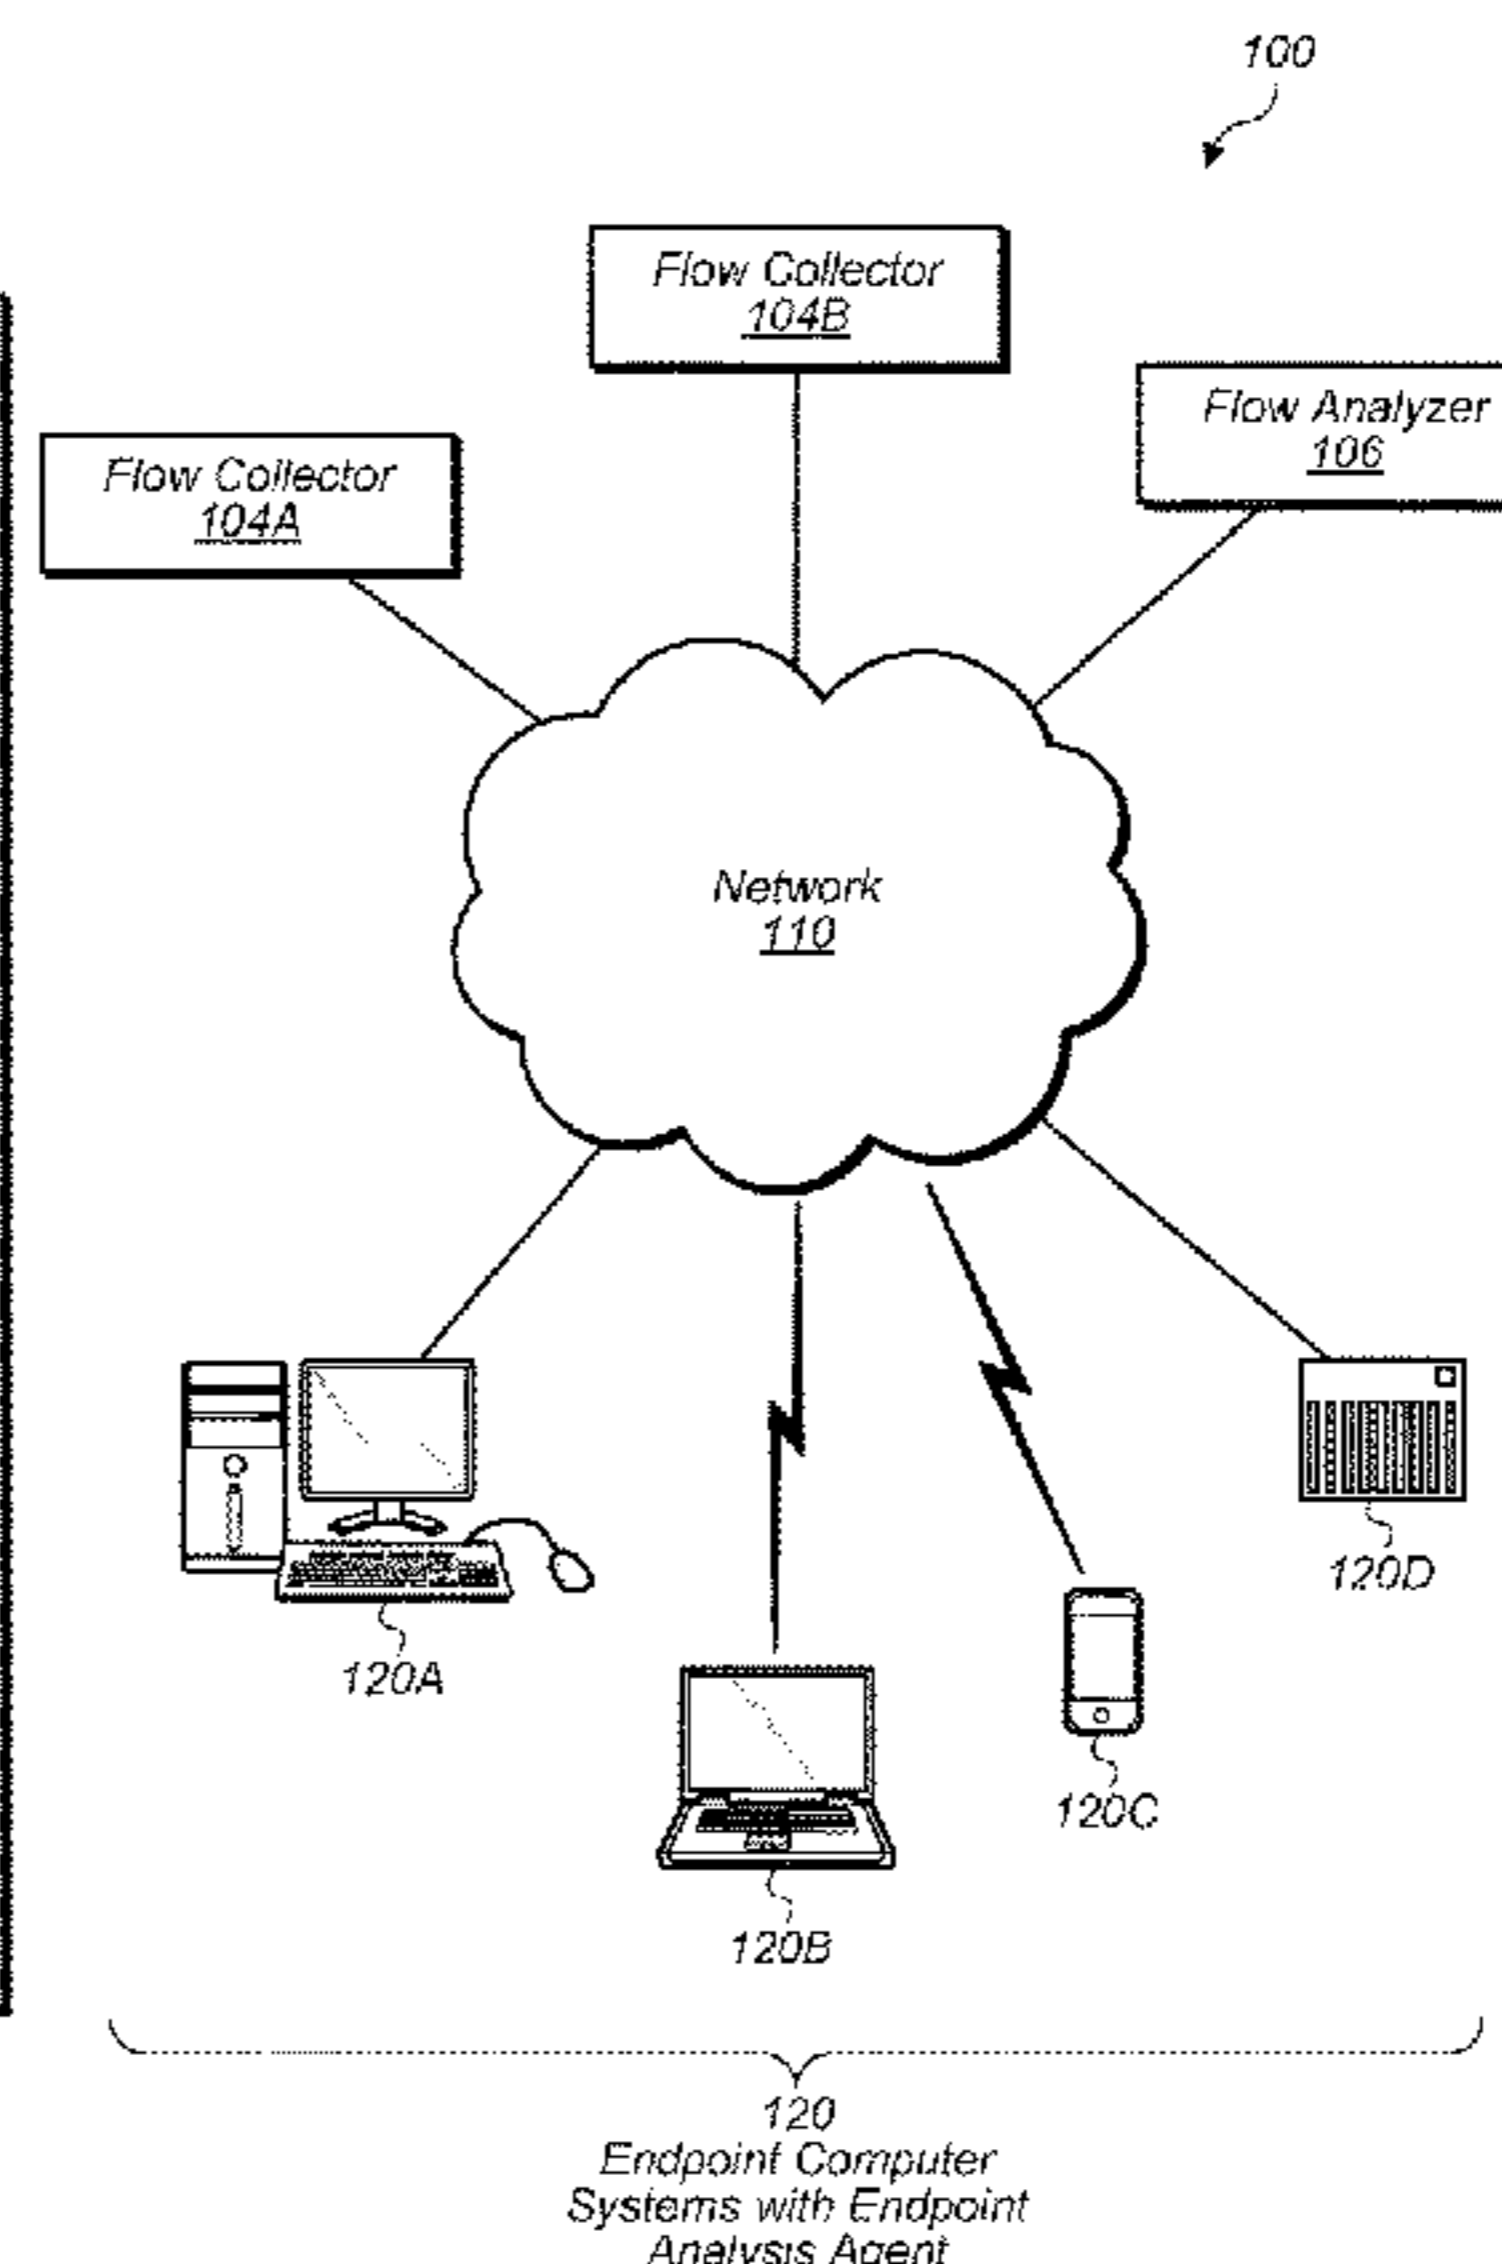 100
Flow Collector
104B
Flow Analyzer
106
Flow Collector
104A
Network
110
120D
120A
120C
120B
120
Endpoint Computer
Systems with Endpoint
Analysis Agent